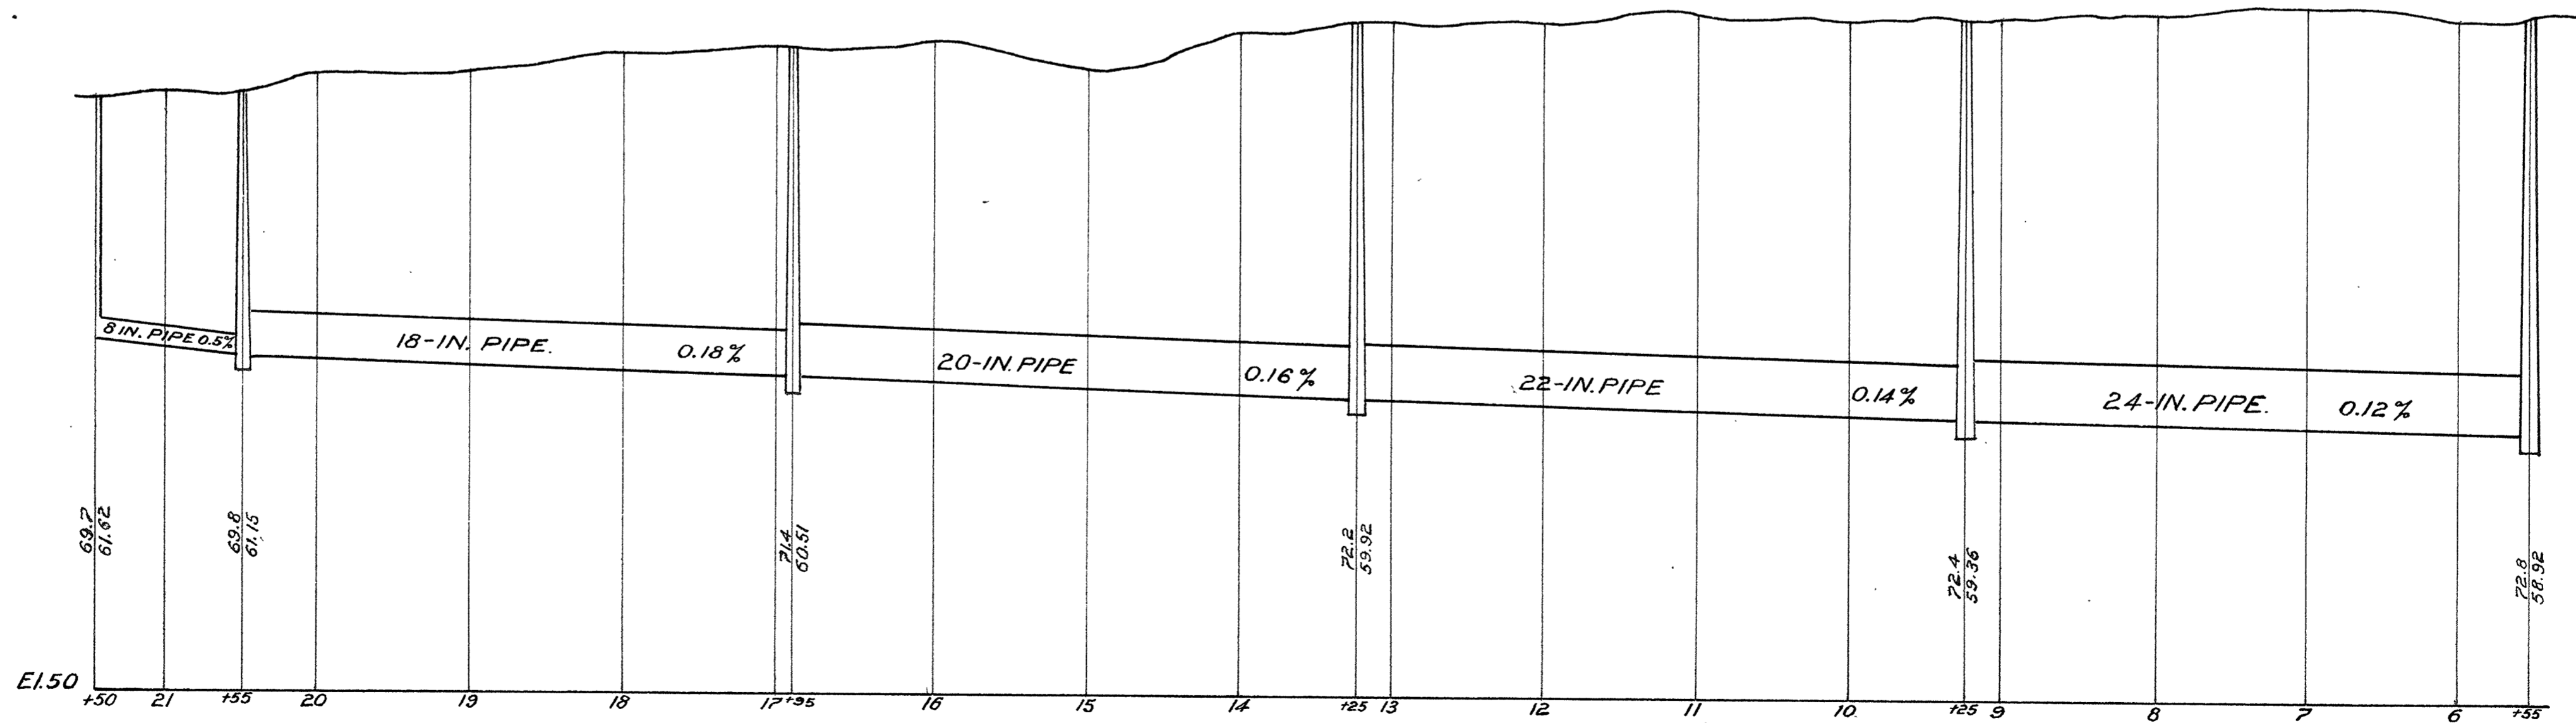 8 IN. PIPE 0.5%
18-IN. PIPE. 0.18%
20-IN. PIPE 0.16%
22-IN. PIPE 0.14%
24-IN. PIPE. 0.12%
69.7
61.62
69.8
61.15
71.4
60.51
72.2
59.92
72.4
59.36
72.8
58.92
El.50
+50 21 +55 20 19 18 17 +95 16 15 14 +25 13 12 11 10 +25 9 8 7 6 +55